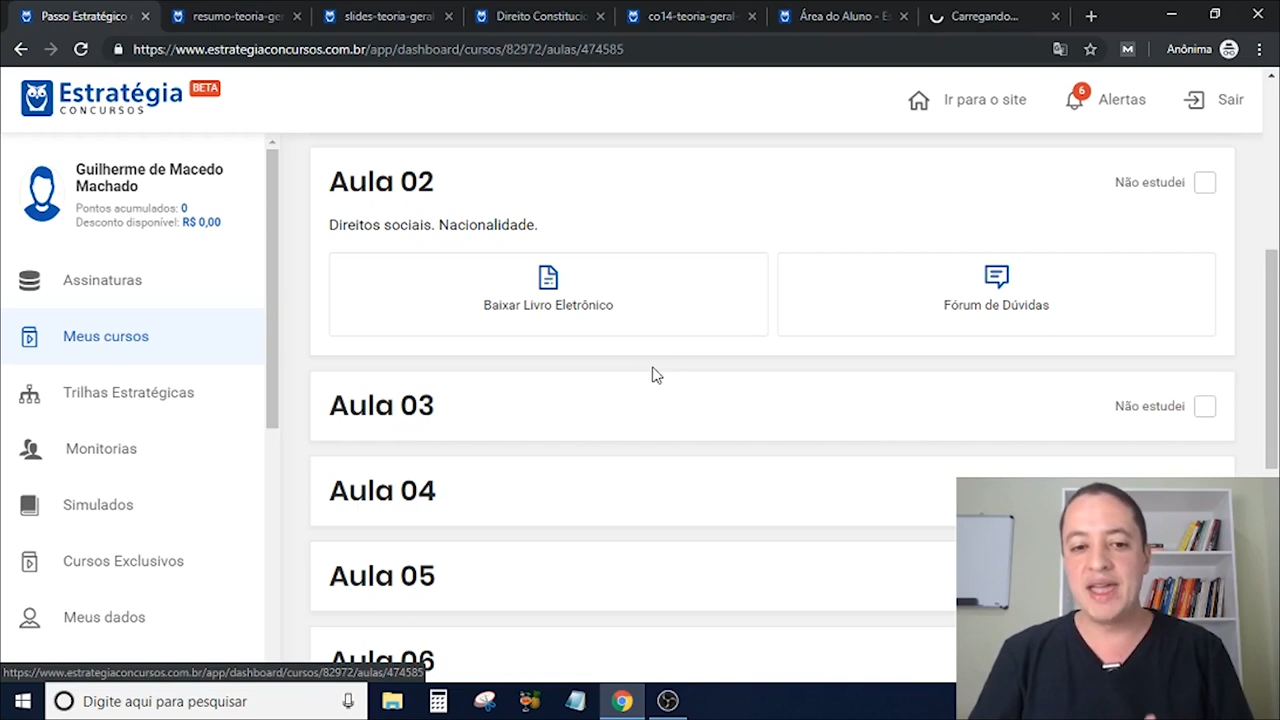 Passo Estratégico
resumo-teoria-ger
slides-teoria-geral
Direito Constituci
co14-teoria-geral-
Área do Aluno - Es
Carregando...
https://www.estrategiaconcursos.com.br/app/dashboard/cursos/82972/aulas/474585
M
Anônima
Estratégia
CONCURSOS
BETA
Ir para o site
6
Alertas
Sair
Guilherme de Macedo
Machado
Pontos acumulados: 0
Desconto disponível: R$ 0,00
Assinaturas
Meus cursos
Trilhas Estratégicas
Monitorias
Simulados
Cursos Exclusivos
Meus dados
Aula 02
Não estudei
Direitos sociais. Nacionalidade.
Baixar Livro Eletrônico
Fórum de Dúvidas
Aula 03
Não estudei
Aula 04
Aula 05
Aula 06
https://www.estrategiaconcursos.com.br/app/dashboard/cursos/82972/aulas/474585
Digite aqui para pesquisar